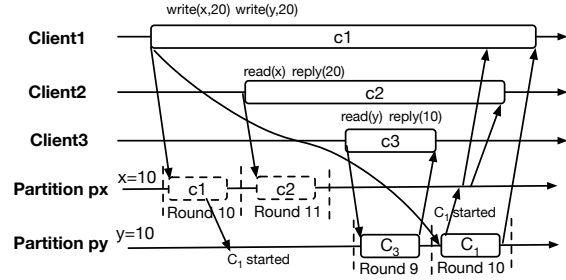 write(x,20) write(y,20)
Client1
c1
read(x) reply(20)
Client2
c2
read(y) reply(10)
Client3
c3
Partition px
x=10
c1
c2
Round 10
Round 11
C1 started
C1 started
Partition py
y=10
C3
C1
Round 9
Round 10